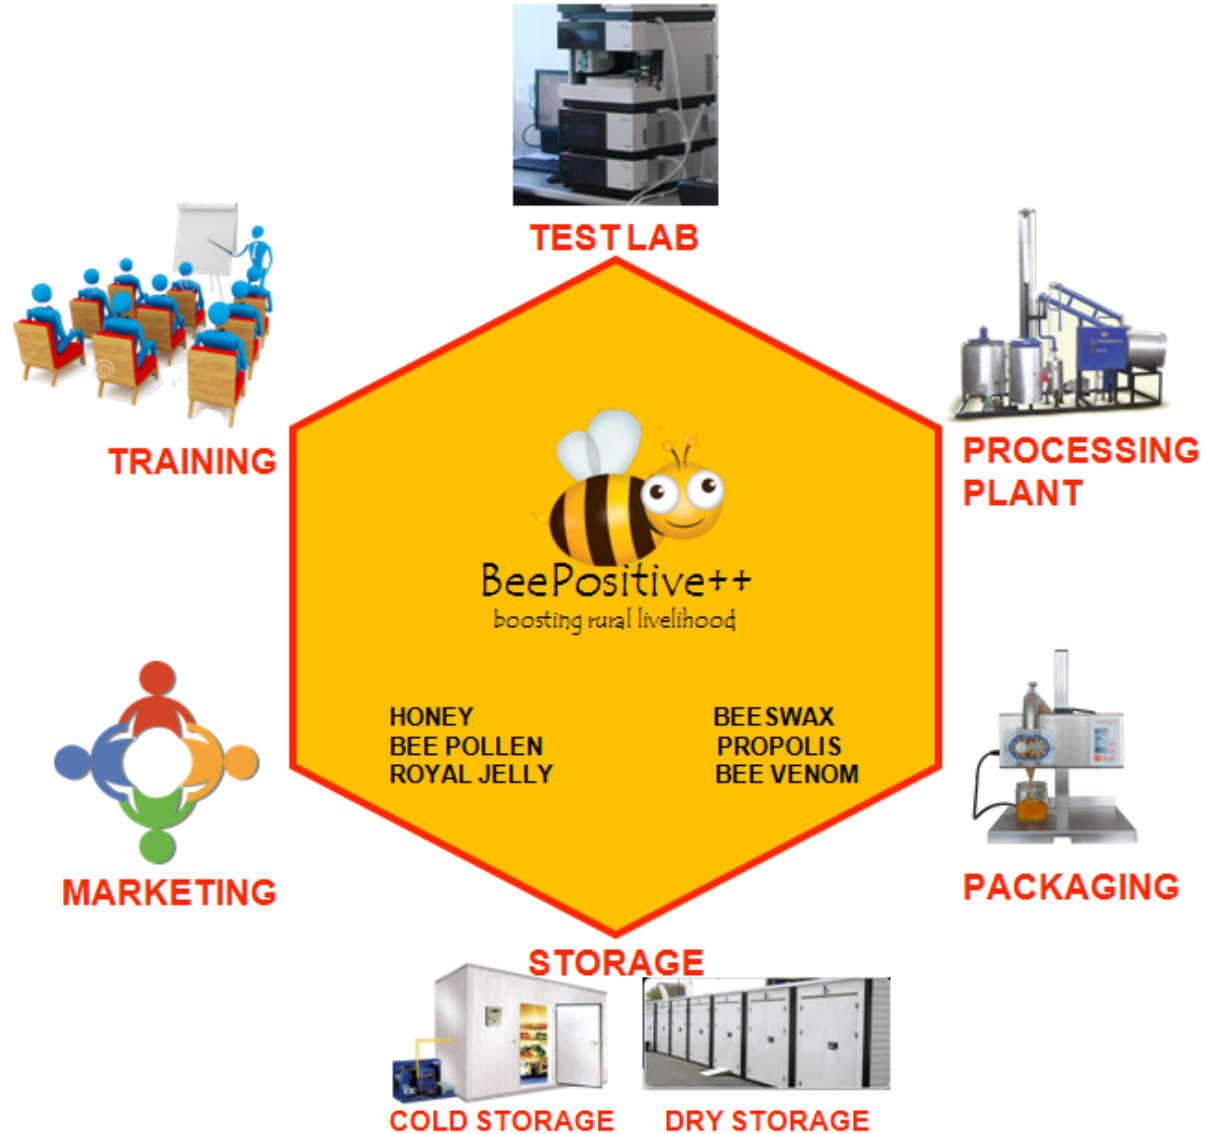 TEST LAB
TRAINING
PROCESSING
PLANT
BeePositive++
boosting rural livelihood
HONEY
BEE POLLEN
ROYAL JELLY
BEESWAX
PROPOLIS
BEE VENOM
MARKETING
PACKAGING
STORAGE
COLD STORAGE
DRY STORAGE